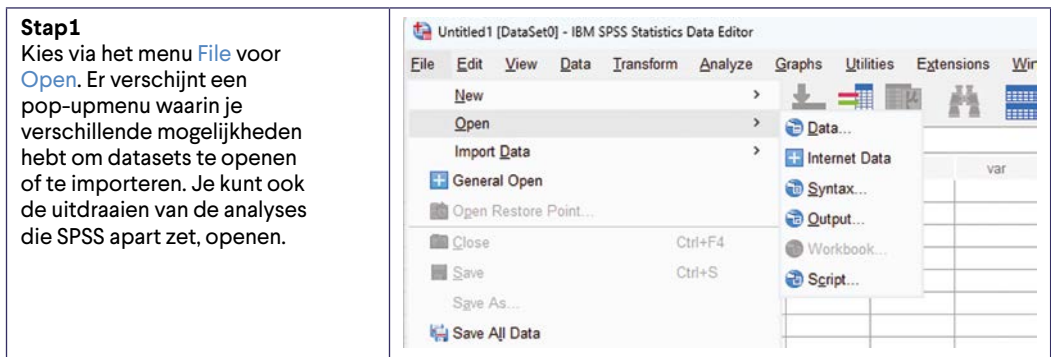 Stap1
Kies via het menu File voor
Open. Er verschijnt een
pop-upmenu waarin je
verschillende mogelijkheden
hebt om datasets te openen
of te importeren. Je kunt ook
de uitdraaien van de analyses
die SPSS apart zet, openen.
Untitled1 [DataSet0] - IBM SPSS Statistics Data Editor
File Edit View Data Transform Analyze Graphs Utilities Extensions Wir
New >
Open >
Import Data >
General Open
Open Restore Point...
Close Ctrl+F4
Save Ctrl+S
Save As...
Save All Data
Data...
Internet Data
Syntax...
Output...
Workbook...
Script...
var